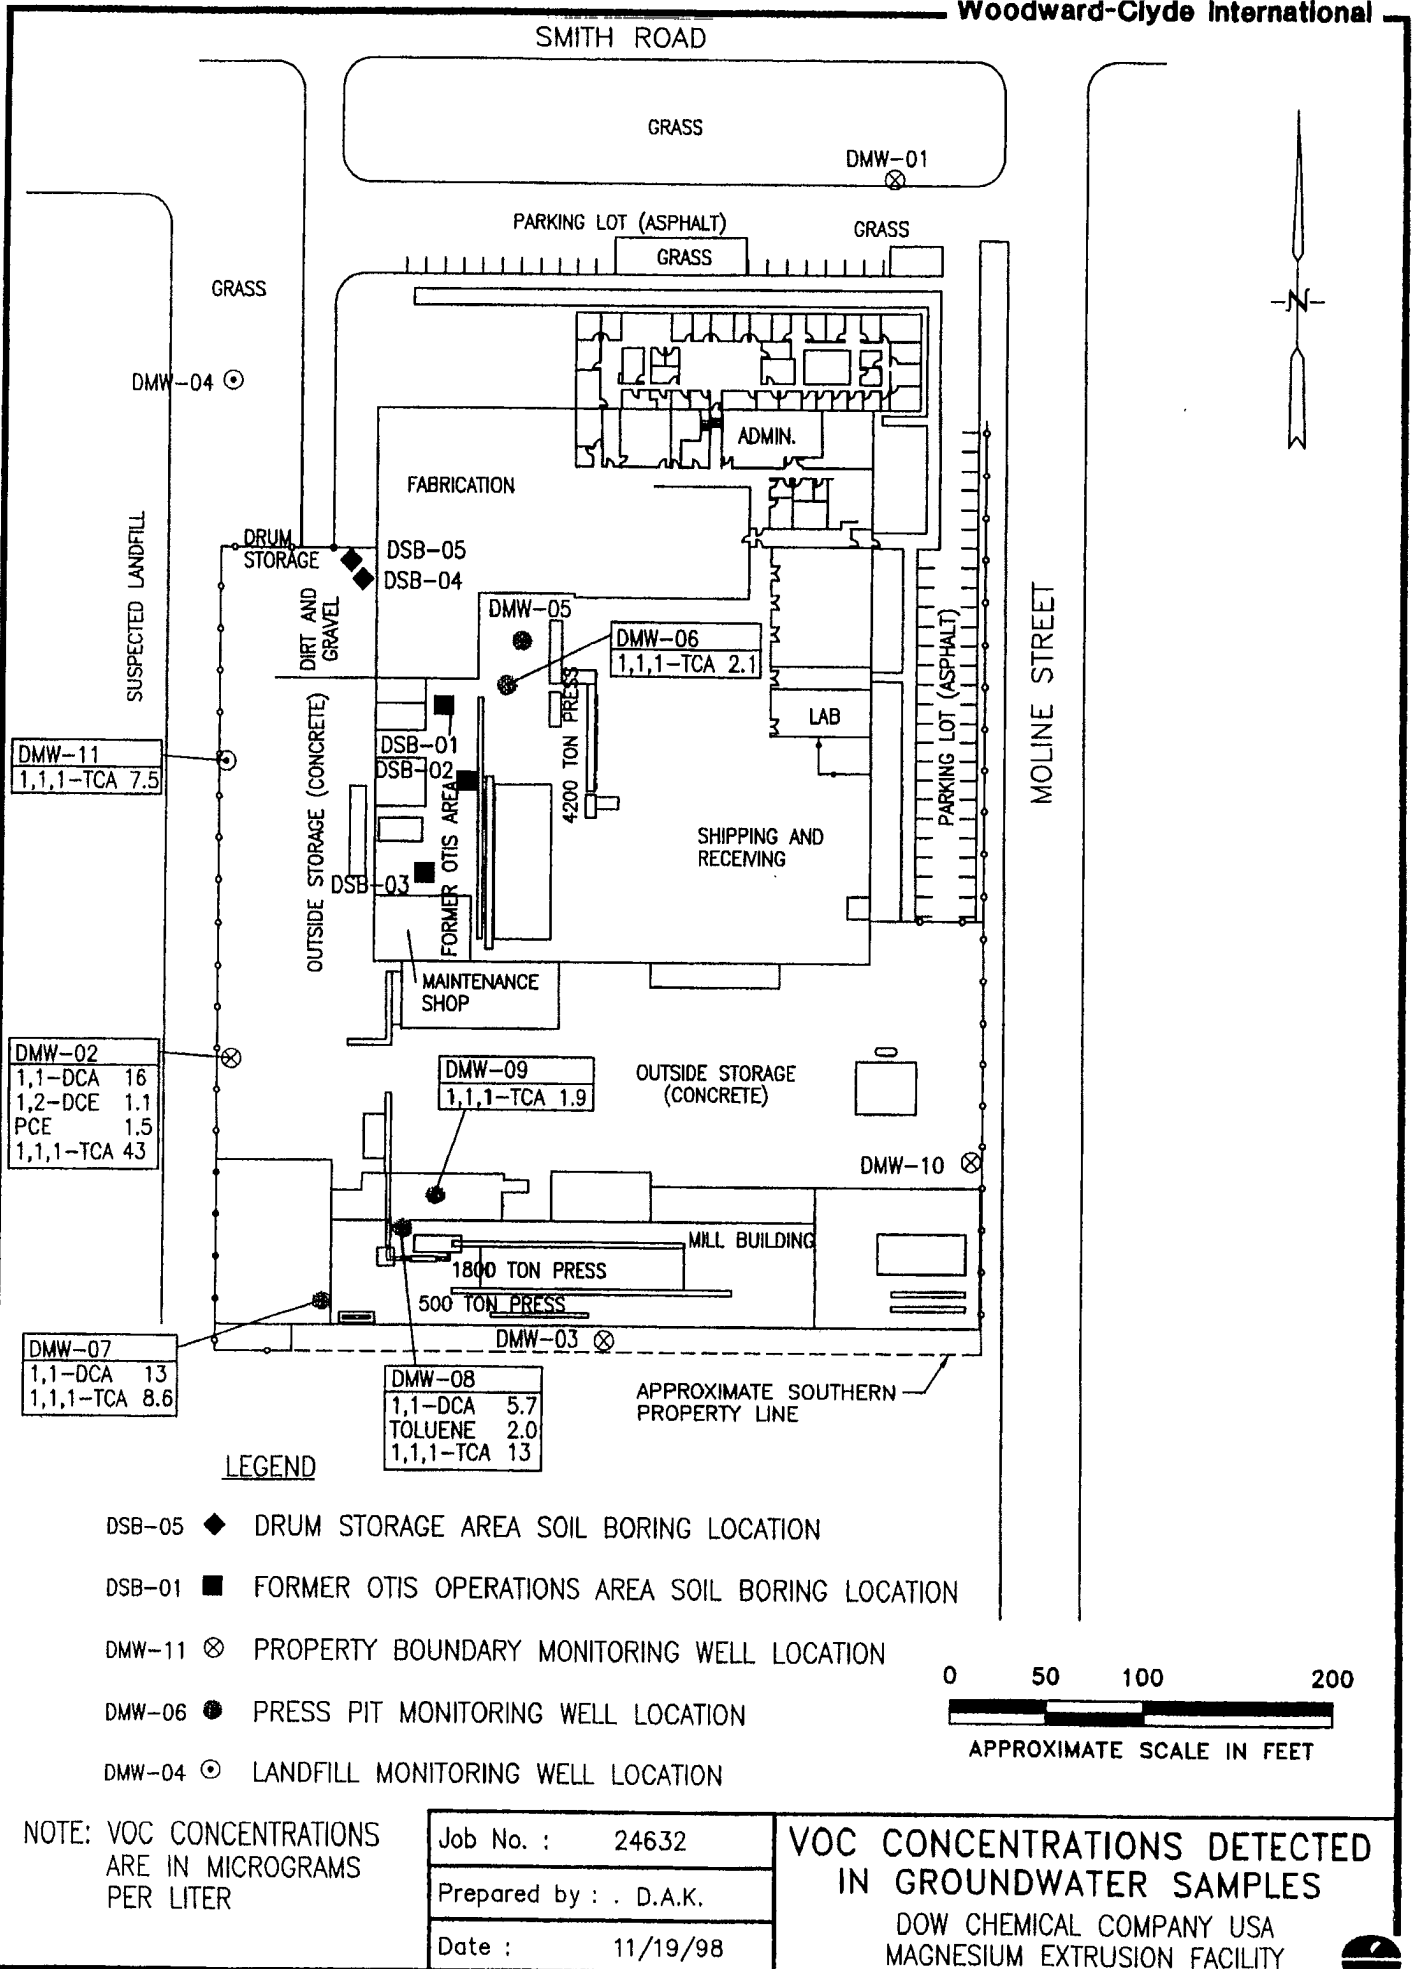 Woodward-Clyde International
SMITH ROAD
GRASS
DMW-01
PARKING LOT (ASPHALT)
GRASS
GRASS
GRASS
N
DMW-04
ADMIN.
FABRICATION
SUSPECTED LANDFILL
DRUM
STORAGE
DSB-05
DSB-04
DIRT AND
GRAVEL
DMW-05
DMW-06
1,1,1-TCA 2.1
MOLINE STREET
PARKING LOT (ASPHALT)
4200 TON PRESS
LAB
DSB-01
DSB-02
DMW-11
1,1,1-TCA 7.5
OUTSIDE STORAGE (CONCRETE)
FORMER OTIS AREA
SHIPPING AND
RECEIVING
DSB-03
MAINTENANCE
SHOP
DMW-02
1,1-DCA 16
1,2-DCE 1.1
PCE 1.5
1,1,1-TCA 43
DMW-09
1,1,1-TCA 1.9
OUTSIDE STORAGE
(CONCRETE)
DMW-10
MILL BUILDING
1800 TON PRESS
500 TON PRESS
DMW-03
DMW-07
1,1-DCA 13
1,1,1-TCA 8.6
DMW-08
1,1-DCA 5.7
TOLUENE 2.0
1,1,1-TCA 13
APPROXIMATE SOUTHERN
PROPERTY LINE
LEGEND
DSB-05 DRUM STORAGE AREA SOIL BORING LOCATION
DSB-01 FORMER OTIS OPERATIONS AREA SOIL BORING LOCATION
DMW-11 PROPERTY BOUNDARY MONITORING WELL LOCATION
DMW-06 PRESS PIT MONITORING WELL LOCATION
DMW-04 LANDFILL MONITORING WELL LOCATION
0 50 100 200
APPROXIMATE SCALE IN FEET
NOTE: VOC CONCENTRATIONS
ARE IN MICROGRAMS
PER LITER
Job No. : 24632
Prepared by : . D.A.K.
Date : 11/19/98
VOC CONCENTRATIONS DETECTED
IN GROUNDWATER SAMPLES
DOW CHEMICAL COMPANY USA
MAGNESIUM EXTRUSION FACILITY